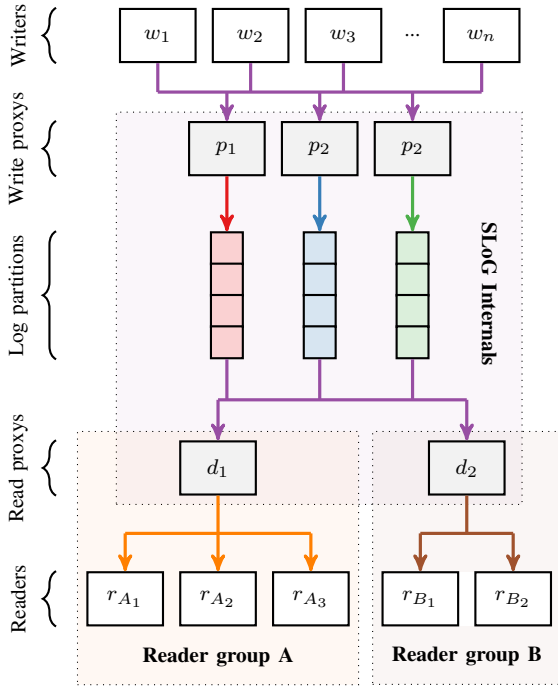 Writers
w1 w2 w3 ... wn
Write proxys
p1 p2 p2
Log partitions
SLoG Internals
Read proxys
d1 d2
Readers
rA1 rA2 rA3 rB1 rB2
Reader group A Reader group B